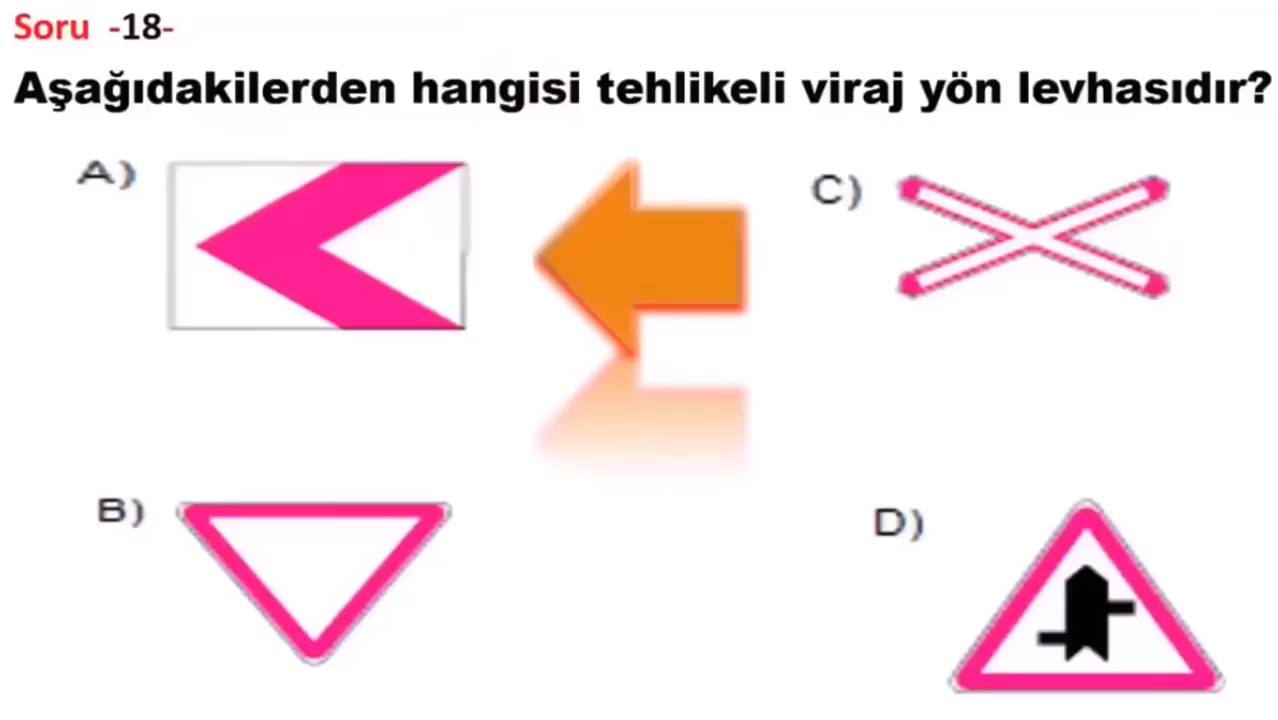 Soru -18-
Aşağıdakilerden hangisi tehlikeli viraj yön levhasıdır?
A)
C)
B)
D)